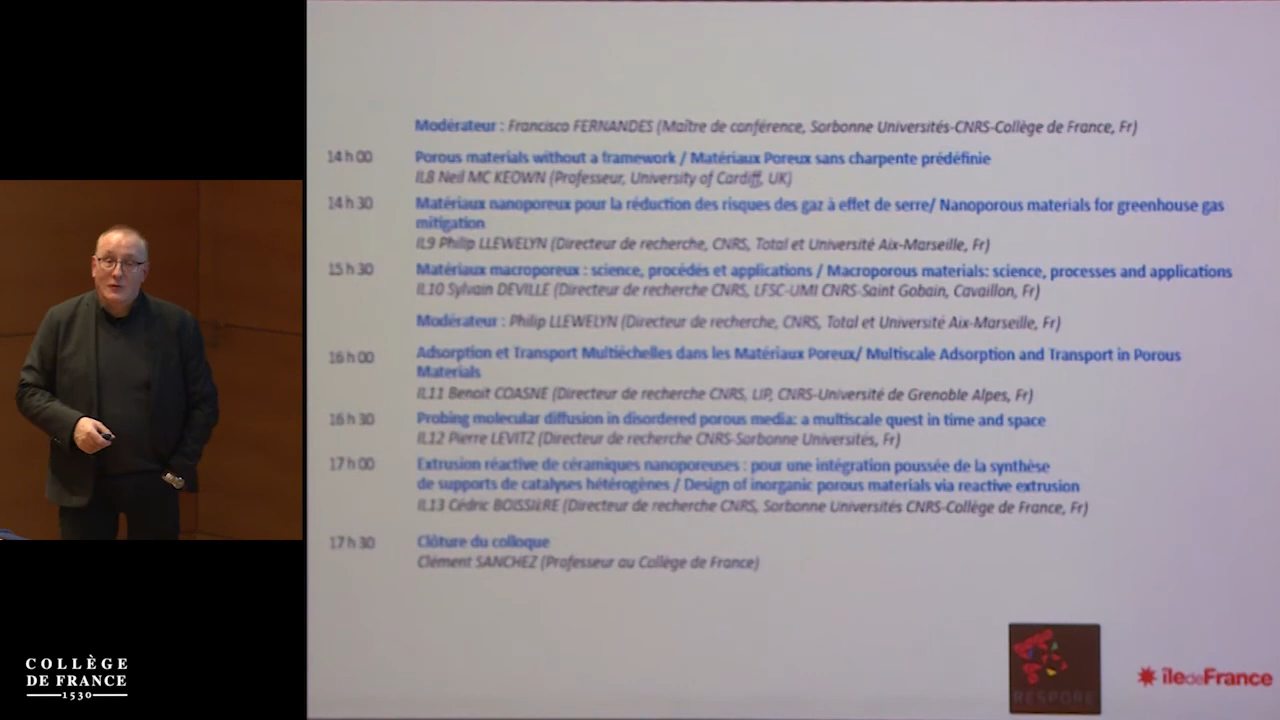 Modérateur : Francisco FERNANDES (Maître de conférence, Sorbonne Universités-CNRS-Collège de France, Fr)
14 h 00 Porous materials without a framework / Matériaux Poreux sans charpente prédéfinie
IL8 Neil MC KEOWN (Professeur, University of Cardiff, UK)
14 h 30 Matériaux nanoporeux pour la réduction des risques des gaz à effet de serre/ Nanoporous materials for greenhouse gas
mitigation
IL9 Philip LLEWELYN (Directeur de recherche, CNRS, Total et Université Aix-Marseille, Fr)
15 h 30 Matériaux macroporeux : science, procédés et applications / Macroporous materials: science, processes and applications
IL10 Sylvain DEVILLE (Directeur de recherche CNRS, LFSC-UMI CNRS-Saint Gobain, Cavaillon, Fr)
Modérateur : Philip LLEWELYN (Directeur de recherche, CNRS, Total et Université Aix-Marseille, Fr)
16 h 00 Adsorption et Transport Multiéchelles dans les Matériaux Poreux/ Multiscale Adsorption and Transport in Porous
Materials
IL11 Benoit COASNE (Directeur de recherche CNRS, LIP, CNRS-Université de Grenoble Alpes, Fr)
16 h 30 Probing molecular diffusion in disordered porous media: a multiscale quest in time and space
IL12 Pierre LEVITZ (Directeur de recherche CNRS-Sorbonne Universités, Fr)
17 h 00 Extrusion réactive de céramiques nanoporeuses : pour une intégration poussée de la synthèse
de supports de catalyses hétérogènes / Design of inorganic porous materials via reactive extrusion
IL13 Cédric BOISSIÈRE (Directeur de recherche CNRS, Sorbonne Universités CNRS-Collège de France, Fr)
17 h 30 Clôture du colloque
Clément SANCHEZ (Professeur au Collège de France)
COLLÈGE
DE FRANCE
1530
RESPORE
îledeFrance